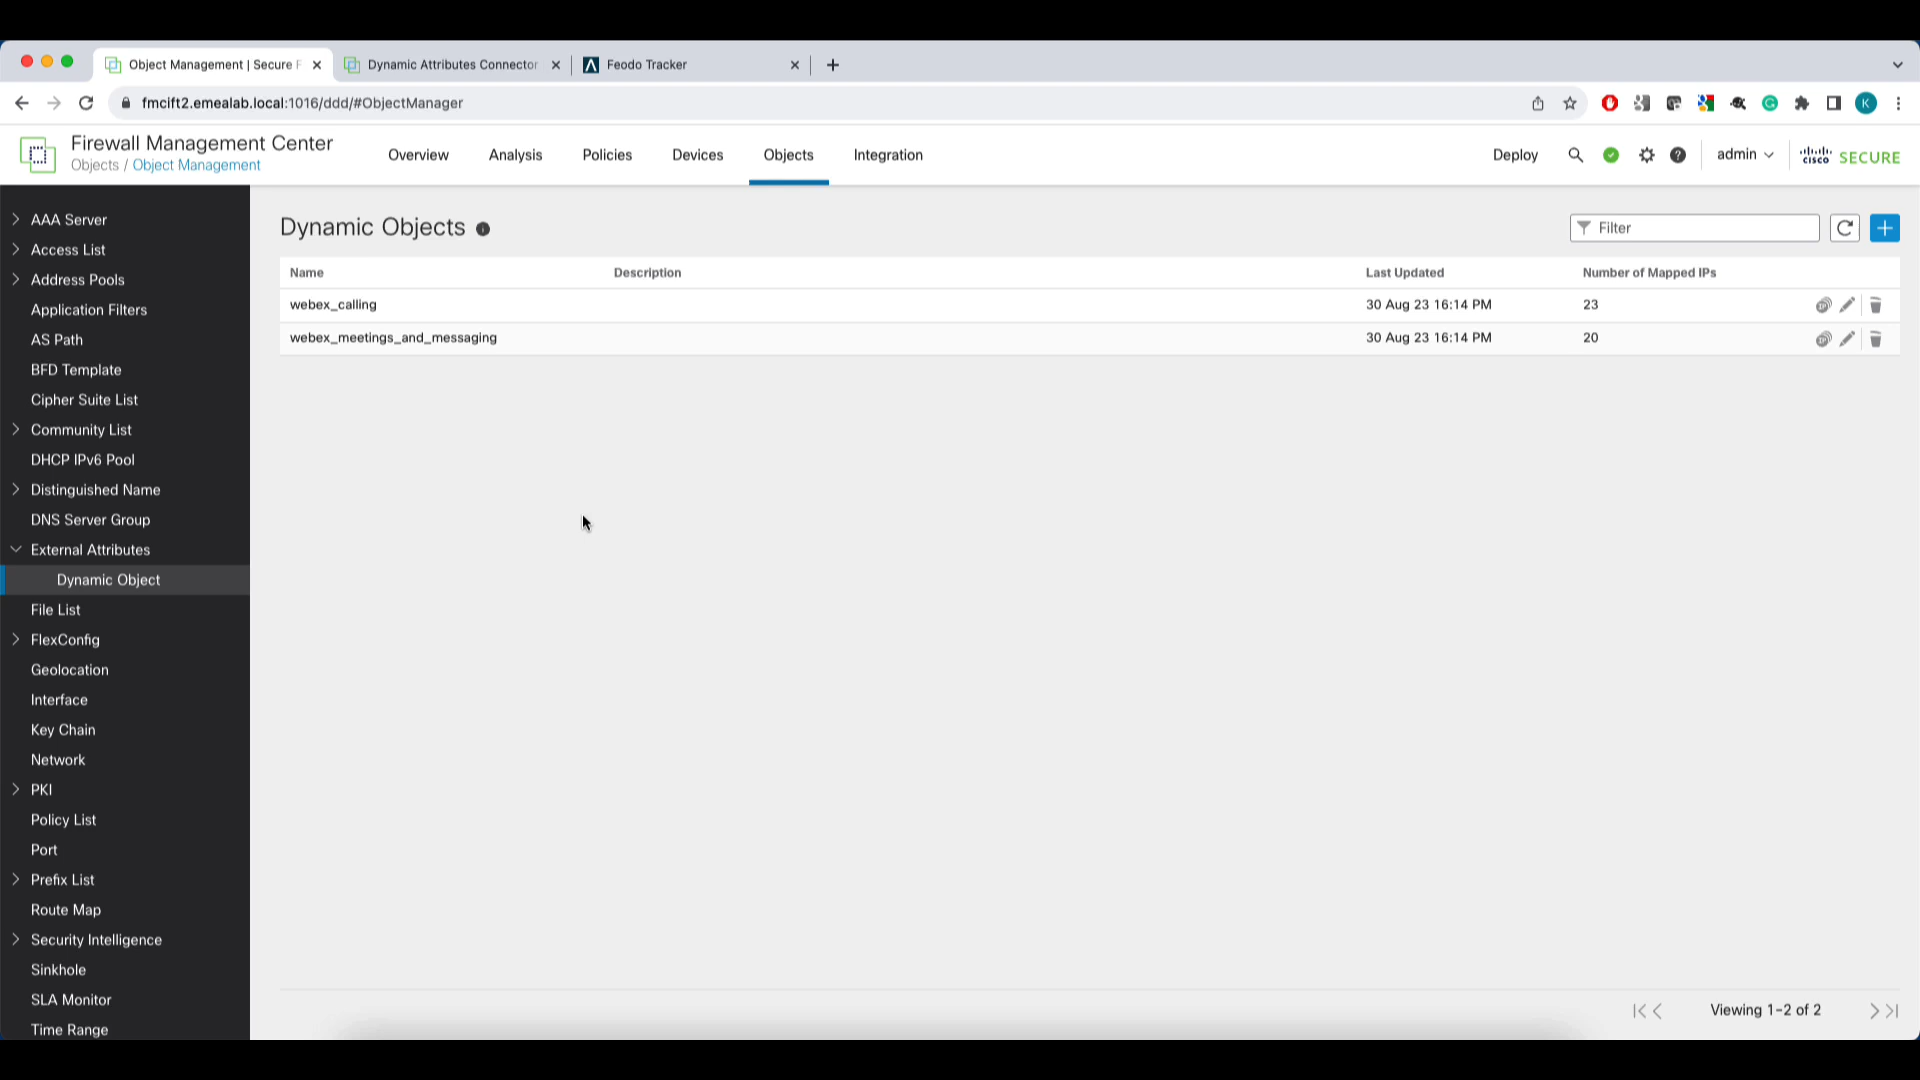 Object Management | Secure F
Dynamic Attributes Connector
Feodo Tracker
fmcift2.emealab.local:1016/ddd/#ObjectManager
K
Firewall Management Center
Objects / Object Management
Overview
Analysis
Policies
Devices
Objects
Integration
Deploy
admin
cisco SECURE
AAA Server
Access List
Address Pools
Application Filters
AS Path
BFD Template
Cipher Suite List
Community List
DHCP IPv6 Pool
Distinguished Name
DNS Server Group
External Attributes
Dynamic Object
File List
FlexConfig
Geolocation
Interface
Key Chain
Network
PKI
Policy List
Port
Prefix List
Route Map
Security Intelligence
Sinkhole
SLA Monitor
Time Range
Dynamic Objects
Filter
Name Description Last Updated Number of Mapped IPs
webex_calling 30 Aug 23 16:14 PM 23
webex_meetings_and_messaging 30 Aug 23 16:14 PM 20
Viewing 1-2 of 2